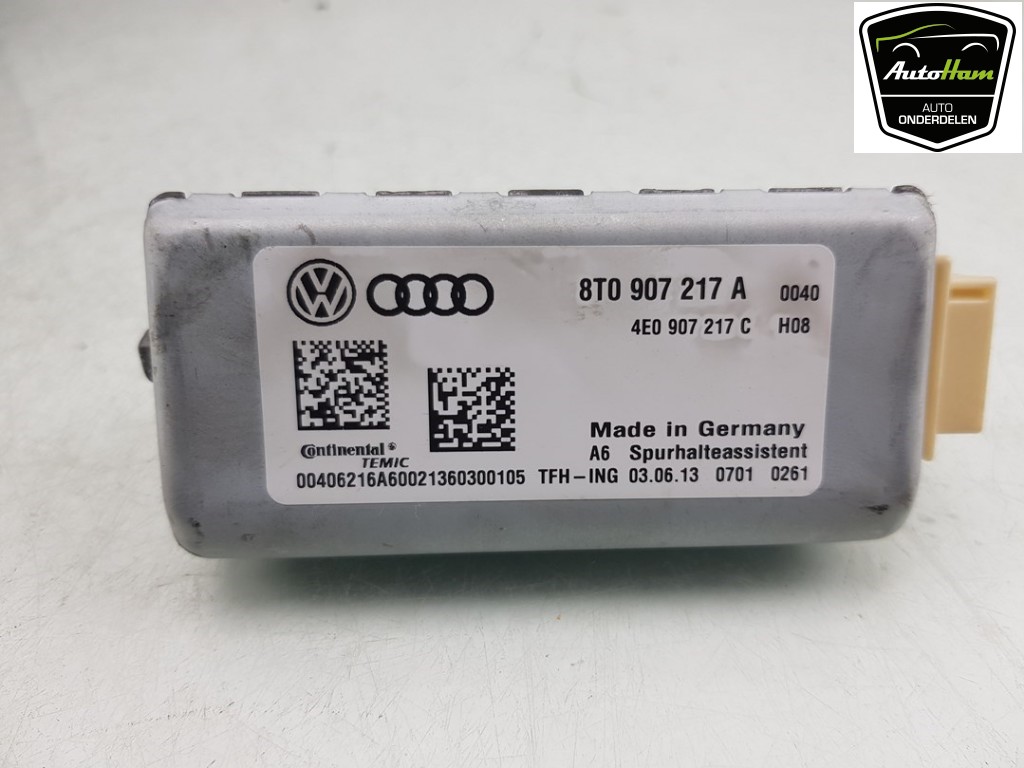 AutoHam
AUTO
ONDERDELEN
8T0 907 217 A 0040
4E0 907 217 C H08
Made in Germany
Continental
TEMIC
A6 Spurhalteassistent
00406216A60021360300105 TFH-ING 03.06.13 0701 0261